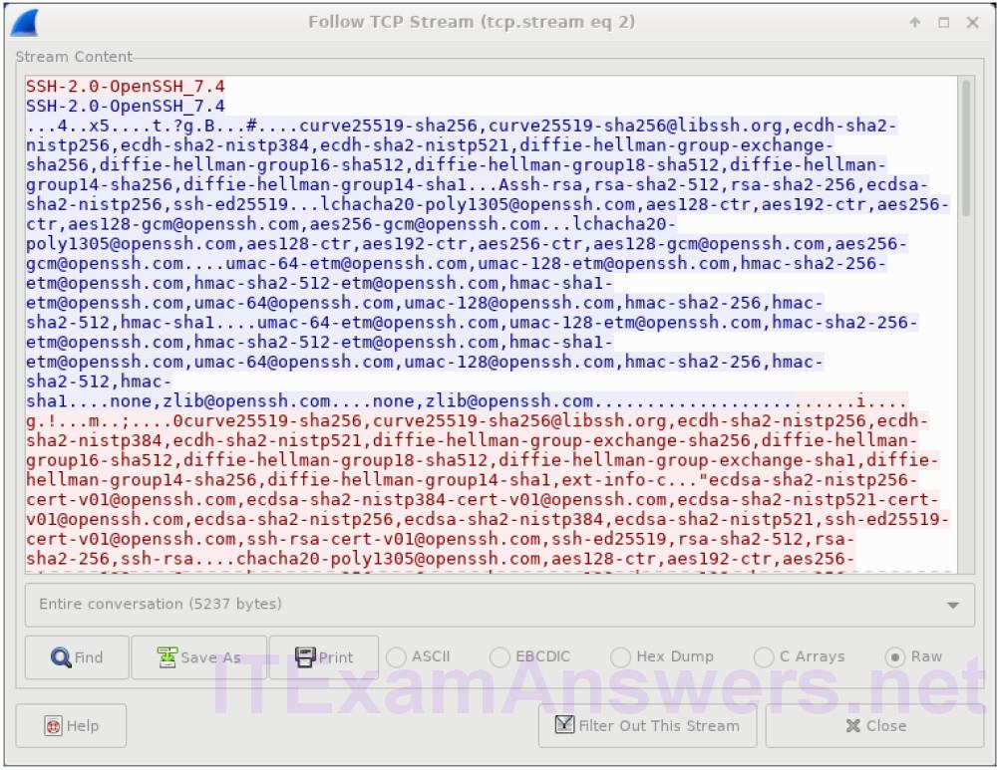 Follow TCP Stream (tcp.stream eq 2)
Stream Content
SSH-2.0-OpenSSH_7.4
SSH-2.0-OpenSSH_7.4
...4..x5....t.?g.B...#....curve25519-sha256,curve25519-sha256@libssh.org,ecdh-sha2-
nistp256,ecdh-sha2-nistp384,ecdh-sha2-nistp521,diffie-hellman-group-exchange-
sha256,diffie-hellman-group16-sha512,diffie-hellman-group18-sha512,diffie-hellman-
group14-sha256,diffie-hellman-group14-sha1...Assh-rsa,rsa-sha2-512,rsa-sha2-256,ecdsa-
sha2-nistp256,ssh-ed25519...lchacha20-poly1305@openssh.com,aes128-ctr,aes192-ctr,aes256-
ctr,aes128-gcm@openssh.com,aes256-gcm@openssh.com...lchacha20-
poly1305@openssh.com,aes128-ctr,aes192-ctr,aes256-ctr,aes128-gcm@openssh.com,aes256-
gcm@openssh.com....umac-64-etm@openssh.com,umac-128-etm@openssh.com,hmac-sha2-256-
etm@openssh.com,hmac-sha2-512-etm@openssh.com,hmac-sha1-
etm@openssh.com,umac-64@openssh.com,umac-128@openssh.com,hmac-sha2-256,hmac-
sha2-512,hmac-sha1....umac-64-etm@openssh.com,umac-128-etm@openssh.com,hmac-sha2-256-
etm@openssh.com,hmac-sha2-512-etm@openssh.com,hmac-sha1-
etm@openssh.com,umac-64@openssh.com,umac-128@openssh.com,hmac-sha2-256,hmac-
sha2-512,hmac-
sha1....none,zlib@openssh.com....none,zlib@openssh.com.........................i....
g.!...m..;....0curve25519-sha256,curve25519-sha256@libssh.org,ecdh-sha2-nistp256,ecdh-
sha2-nistp384,ecdh-sha2-nistp521,diffie-hellman-group-exchange-sha256,diffie-hellman-
group16-sha512,diffie-hellman-group18-sha512,diffie-hellman-group-exchange-sha1,diffie-
hellman-group14-sha256,diffie-hellman-group14-sha1,ext-info-c..."ecdsa-sha2-nistp256-
cert-v01@openssh.com,ecdsa-sha2-nistp384-cert-v01@openssh.com,ecdsa-sha2-nistp521-cert-
v01@openssh.com,ecdsa-sha2-nistp256,ecdsa-sha2-nistp384,ecdsa-sha2-nistp521,ssh-ed25519-
cert-v01@openssh.com,ssh-rsa-cert-v01@openssh.com,ssh-ed25519,rsa-sha2-512,rsa-
sha2-256,ssh-rsa....chacha20-poly1305@openssh.com,aes128-ctr,aes192-ctr,aes256-
Entire conversation (5237 bytes)
Find Save As Print ASCII EBCDIC Hex Dump C Arrays Raw
ITExamAnswers.net
Help Filter Out This Stream Close